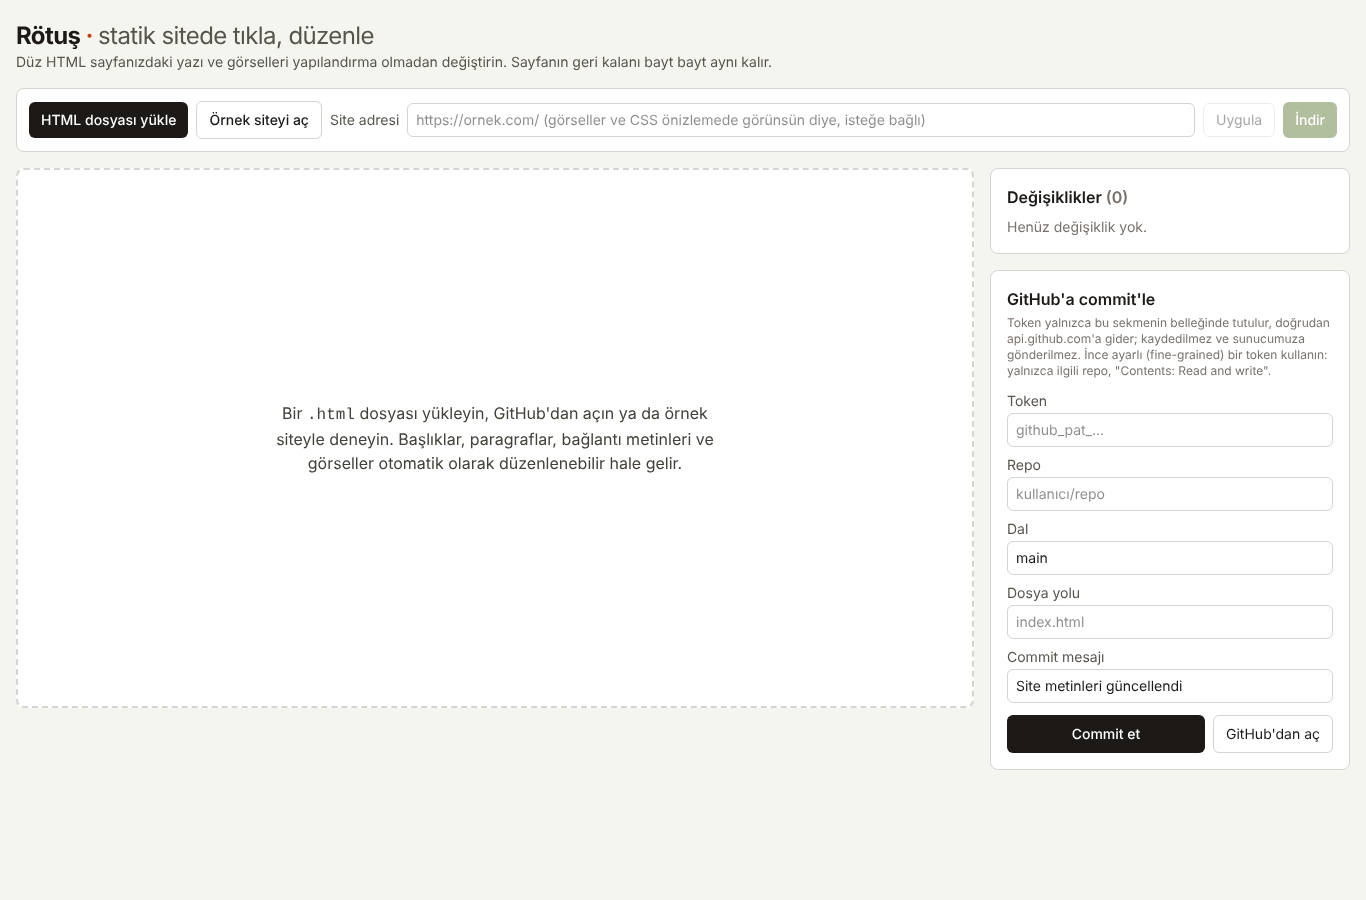 Rötuş · statik sitede tıkla, düzenle
Düz HTML sayfanızdaki yazı ve görselleri yapılandırma olmadan değiştirin. Sayfanın geri kalanı bayt bayt aynı kalır.
HTML dosyası yükle Örnek siteyi aç Site adresi https://ornek.com/ (görseller ve CSS önizlemede görünsün diye, isteğe bağlı) Uygula İndir
Bir .html dosyası yükleyin, GitHub'dan açın ya da örnek
siteyle deneyin. Başlıklar, paragraflar, bağlantı metinleri ve
görseller otomatik olarak düzenlenebilir hale gelir.
Değişiklikler (0)
Henüz değişiklik yok.
GitHub'a commit'le
Token yalnızca bu sekmenin belleğinde tutulur, doğrudan
api.github.com'a gider; kaydedilmez ve sunucumuza
gönderilmez. İnce ayarlı (fine-grained) bir token kullanın:
yalnızca ilgili repo, "Contents: Read and write".
Token
github_pat_...
Repo
kullanıcı/repo
Dal
main
Dosya yolu
index.html
Commit mesajı
Site metinleri güncellendi
Commit et GitHub'dan aç